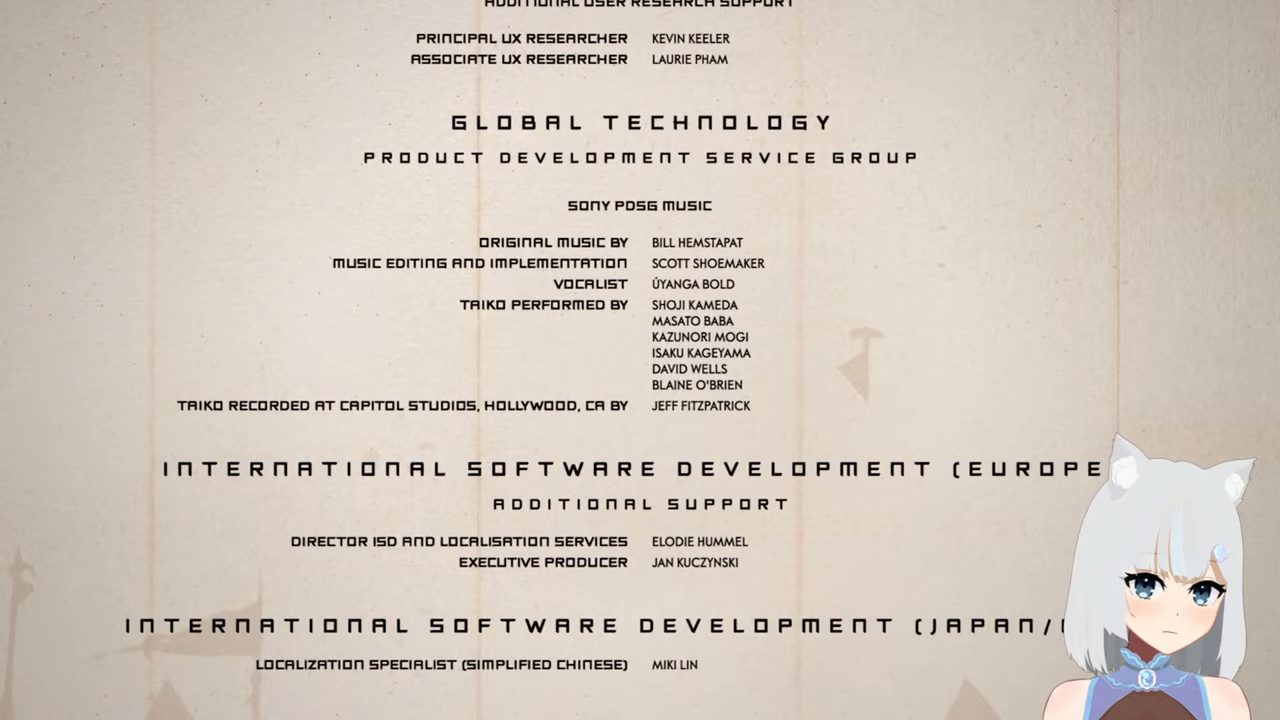 ADDITIONAL USER RESEARCH SUPPORT
PRINCIPAL UX RESEARCHER KEVIN KEELER
ASSOCIATE UX RESEARCHER LAURIE PHAM
GLOBAL TECHNOLOGY
PRODUCT DEVELOPMENT SERVICE GROUP
SONY PDSG MUSIC
ORIGINAL MUSIC BY BILL HEMSTAPAT
MUSIC EDITING AND IMPLEMENTATION SCOTT SHOEMAKER
VOCALIST ÚYANGA BOLD
TAIKO PERFORMED BY SHOJI KAMEDA
MASATO BABA
KAZUNORI MOGI
ISAKU KAGEYAMA
DAVID WELLS
BLAINE O'BRIEN
TAIKO RECORDED AT CAPITOL STUDIOS, HOLLYWOOD, CA BY JEFF FITZPATRICK
INTERNATIONAL SOFTWARE DEVELOPMENT (EUROPE
ADDITIONAL SUPPORT
DIRECTOR ISD AND LOCALISATION SERVICES ELODIE HUMMEL
EXECUTIVE PRODUCER JAN KUCZYNSKI
INTERNATIONAL SOFTWARE DEVELOPMENT (JAPAN/
LOCALIZATION SPECIALIST (SIMPLIFIED CHINESE) MIKI LIN